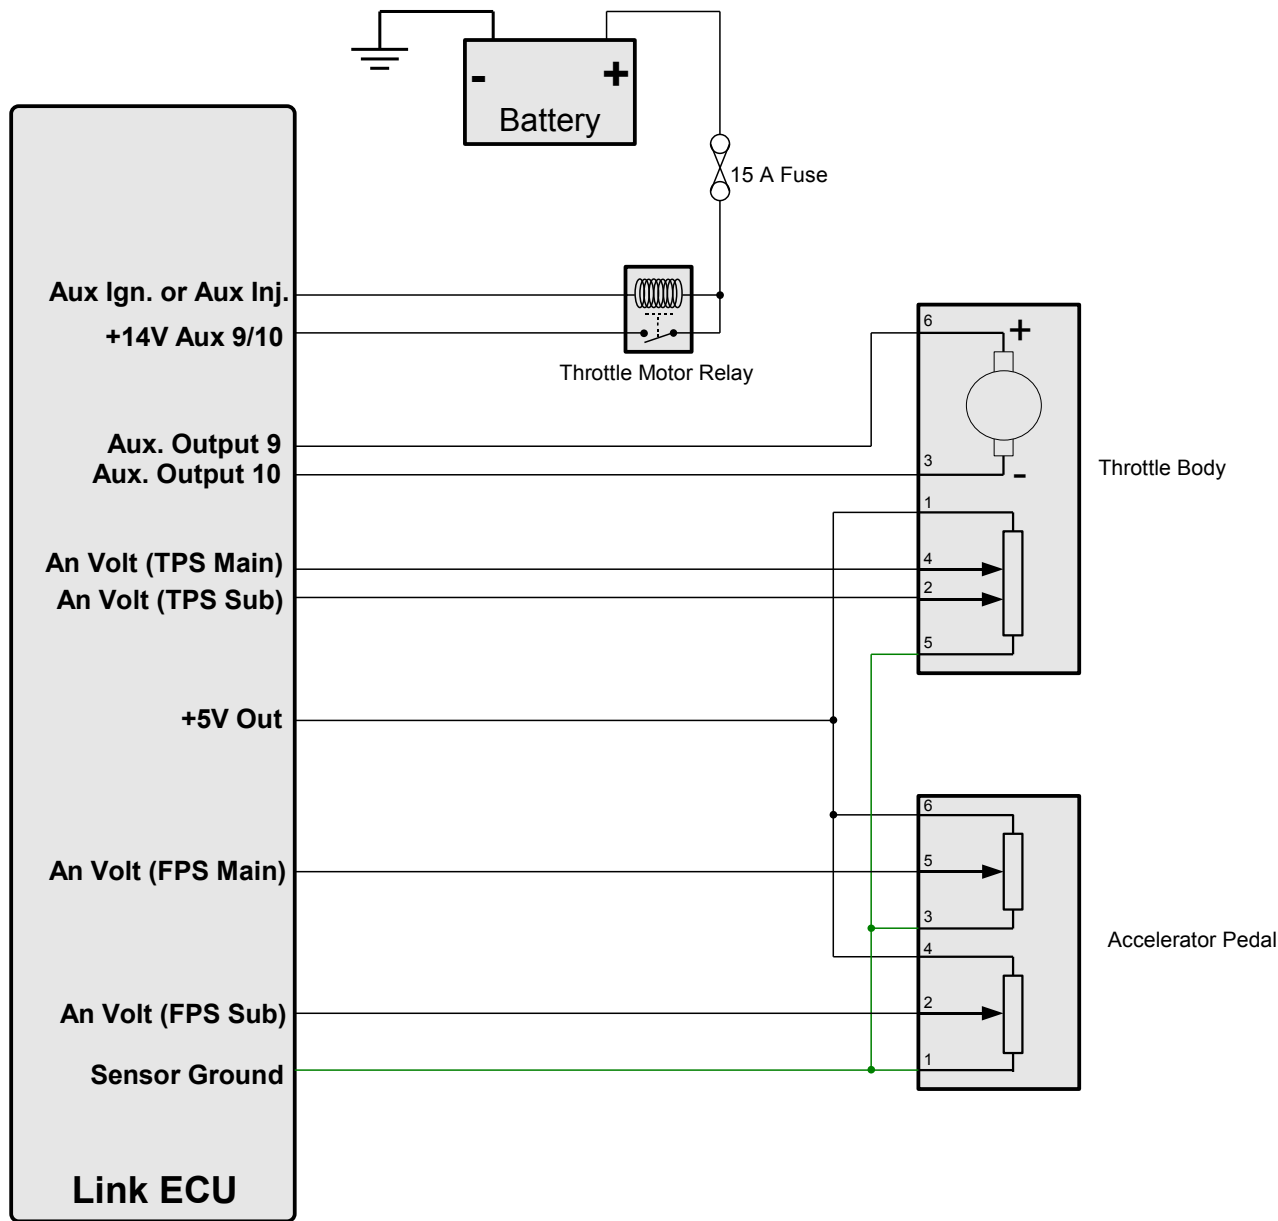 -
+
Battery
15 A Fuse
Aux Ign. or Aux Inj.
+14V Aux 9/10
Throttle Motor Relay
6
+
Aux. Output 9
Aux. Output 10
3
-
Throttle Body
1
An Volt (TPS Main)
4
An Volt (TPS Sub)
2
5
+5V Out
6
An Volt (FPS Main)
5
3
Accelerator Pedal
4
An Volt (FPS Sub)
2
Sensor Ground
1
Link ECU